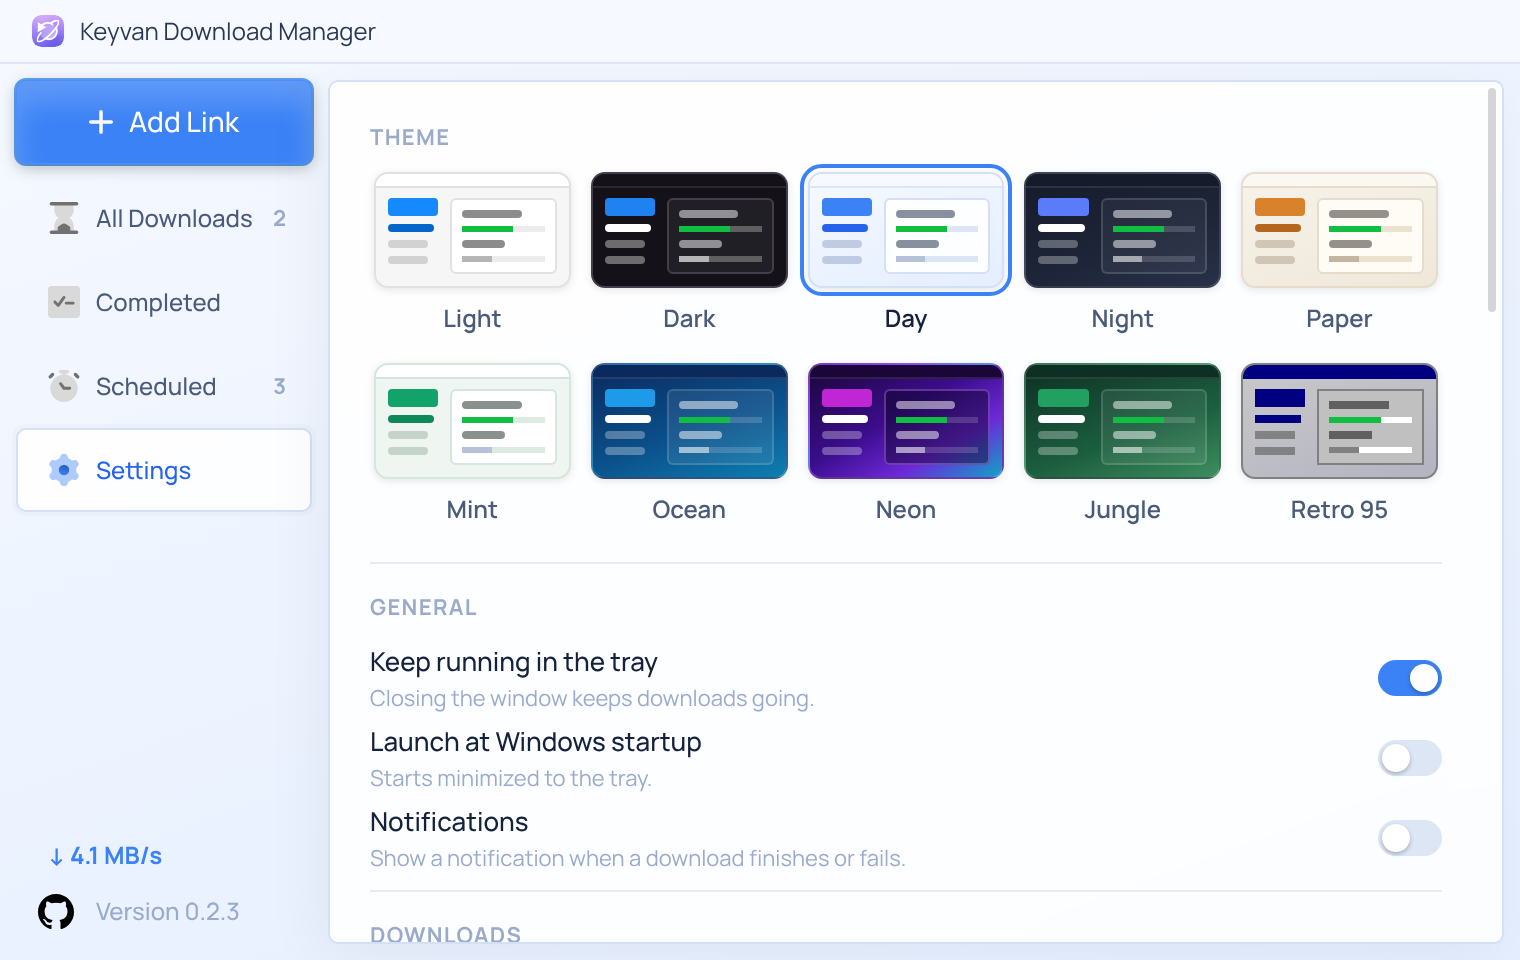 Keyvan Download Manager
Add Link
All Downloads 2
Completed
Scheduled 3
Settings
↓ 4.1 MB/s
Version 0.2.3
THEME
Light Dark Day Night Paper
Mint Ocean Neon Jungle Retro 95
GENERAL
Keep running in the tray
Closing the window keeps downloads going.
Launch at Windows startup
Starts minimized to the tray.
Notifications
Show a notification when a download finishes or fails.
DOWNLOADS